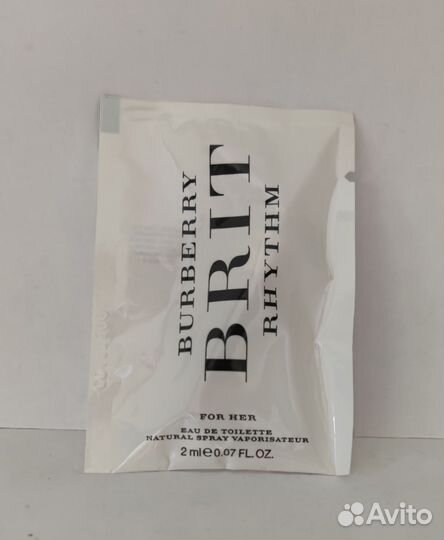 BURBERRY
BRIT
RHYTHM
FOR HER
EAU DE TOILETTE
NATURAL SPRAY VAPORISATEUR
2 ml e 0.07 FL.OZ.
Avito